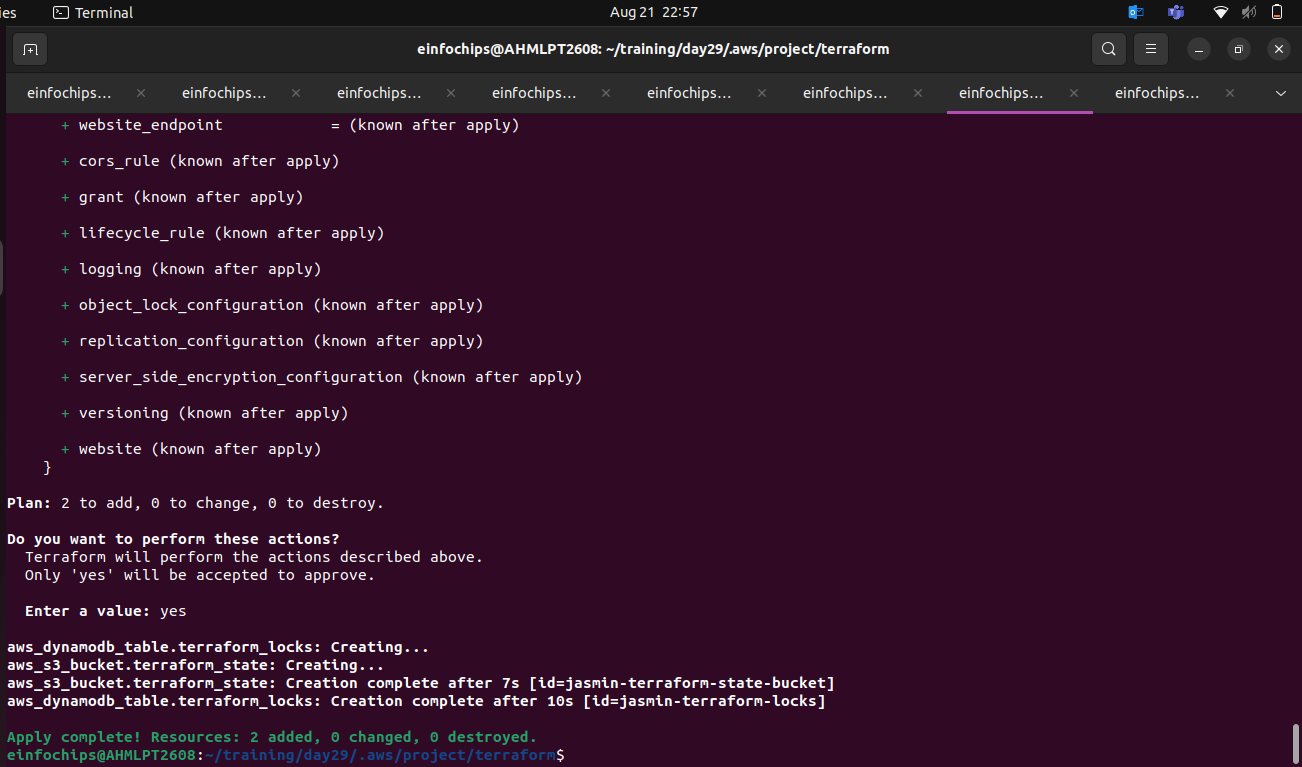 ies Terminal Aug 21 22:57
einfochips@AHMLPT2608: ~/training/day29/.aws/project/terraform
einfochips... × einfochips... × einfochips... × einfochips... × einfochips... × einfochips... × einfochips... × einfochips... ×
+ website_endpoint = (known after apply)
+ cors_rule (known after apply)
+ grant (known after apply)
+ lifecycle_rule (known after apply)
+ logging (known after apply)
+ object_lock_configuration (known after apply)
+ replication_configuration (known after apply)
+ server_side_encryption_configuration (known after apply)
+ versioning (known after apply)
+ website (known after apply)
}
Plan: 2 to add, 0 to change, 0 to destroy.
Do you want to perform these actions?
Terraform will perform the actions described above.
Only 'yes' will be accepted to approve.
Enter a value: yes
aws_dynamodb_table.terraform_locks: Creating...
aws_s3_bucket.terraform_state: Creating...
aws_s3_bucket.terraform_state: Creation complete after 7s [id=jasmin-terraform-state-bucket]
aws_dynamodb_table.terraform_locks: Creation complete after 10s [id=jasmin-terraform-locks]
Apply complete! Resources: 2 added, 0 changed, 0 destroyed.
einfochips@AHMLPT2608:~/training/day29/.aws/project/terraform$